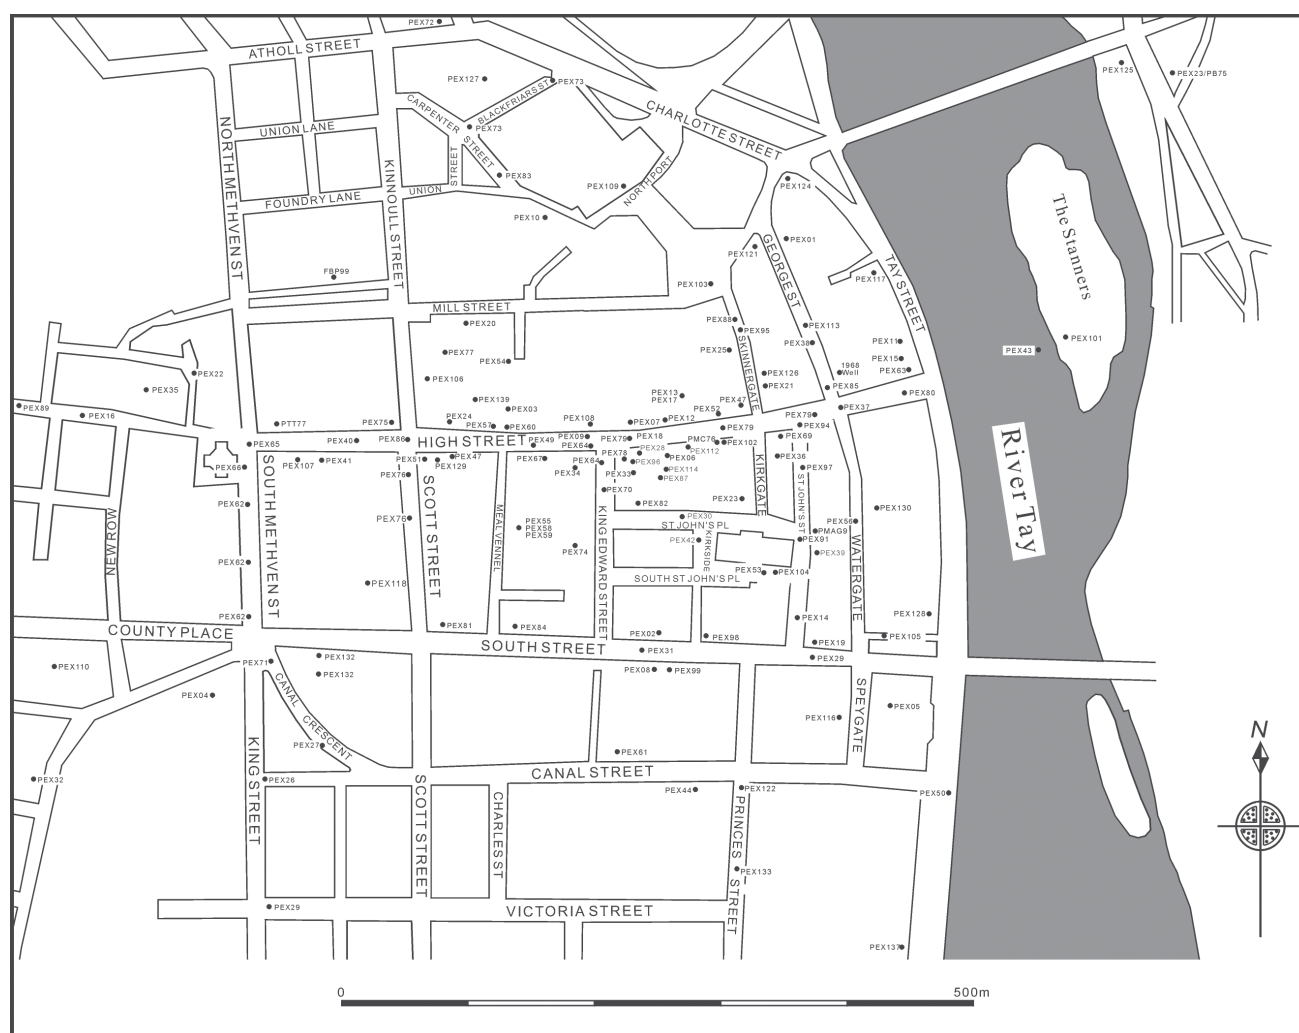 PEX72
ATHOLL STREET
PEX125
PEX23/PB75
PEX127
PEX73
BLACKFRIARS ST
CARPENTER
STREET
CHARLOTTE STREET
UNION LANE
PEX73
NORTH METHVEN ST
KINNOULL STREET
STREET
PEX83
UNION
PEX109
NORTH PORT
PEX124
FOUNDRY LANE
PEX10
The Stanners
GEORGE ST
PEX01
PEX121
TAY STREET
FBP99
PEX103
PEX117
MILL STREET
PEX20
PEX88
PEX95
PEX113
PEX38
PEX11
PEX101
PEX43
PEX77
PEX54
PEX25
SKINNERGATE
PEX15
1968
Well
PEX63
PEX22
PEX106
PEX126
PEX21
PEX35
PEX85
PEX80
PEX13
PEX17
PEX139
PEX03
PEX89
PEX16
PEX52
PEX47
PEX37
PEX79
PTT77
PEX75
PEX24
PEX57
PEX60
PEX108
PEX07
PEX12
PEX79
PEX94
PEX85
PEX40
PEX86
HIGH STREET
PEX49
PEX09
PEX64
PEX79
PEX18
PMC76
PEX102
PEX69
PEX28
PEX112
PEX66
PEX107
PEX41
PEX51
PEX47
PEX129
PEX67
PEX34
PEX64
PEX78
PEX96
PEX06
PEX36
PEX97
PEX76
PEX33
PEX114
PEX87
KIRKGATE
ST JOHN'S ST
River Tay
PEX70
PEX62
PEX82
PEX23
PEX130
SOUTH METHVEN ST
SCOTT STREET
MEAL VENNEL
KING EDWARD STREET
PEX76
PEX55
PEX58
PEX59
PEX30
ST JOHN'S PL
PEX56
PMAG9
PEX91
WATERGATE
NEW ROW
PEX42
KIRKSIDE
PEX74
PEX39
PEX62
PEX118
PEX53
PEX104
SOUTH ST JOHN'S PL
PEX62
PEX81
PEX84
PEX14
PEX128
COUNTY PLACE
PEX02
PEX98
PEX105
SOUTH STREET
PEX31
PEX19
PEX29
PEX110
PEX71
PEX132
PEX132
PEX08
PEX99
PEX04
CANAL CRESCENT
SPEYGATE
PEX05
PEX116
PEX27
KING STREET
PEX61
CANAL STREET
PEX32
PEX26
SCOTT STREET
CHARLES ST
PEX44
PEX122
PEX50
PRINCES STREET
PEX133
PEX29
VICTORIA STREET
PEX137
N
0
500m